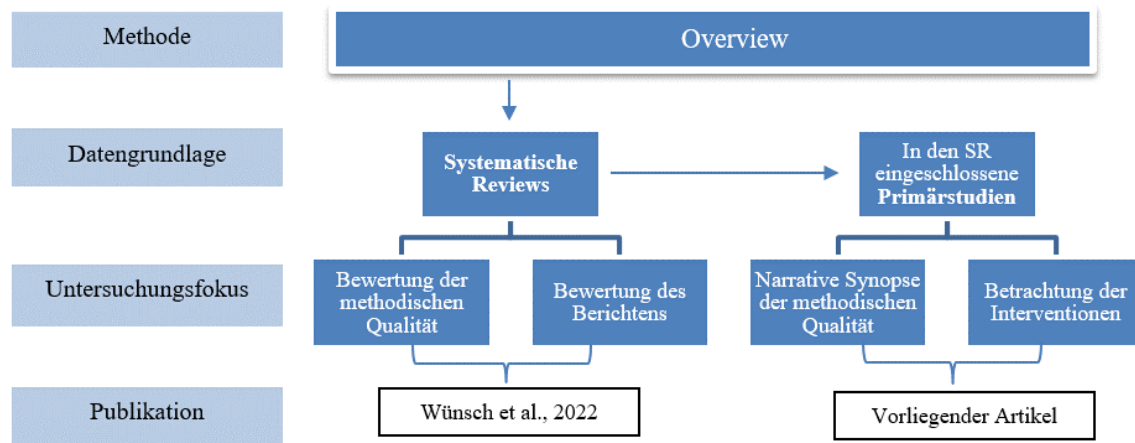 Methode
Overview
Datengrundlage
Systematische
Reviews
In den SR
eingeschlossene
Primärstudien
Untersuchungsfokus
Bewertung der
methodischen
Qualität
Bewertung des
Berichtens
Narrative Synopse
der methodischen
Qualität
Betrachtung der
Interventionen
Publikation
Wünsch et al., 2022
Vorliegender Artikel